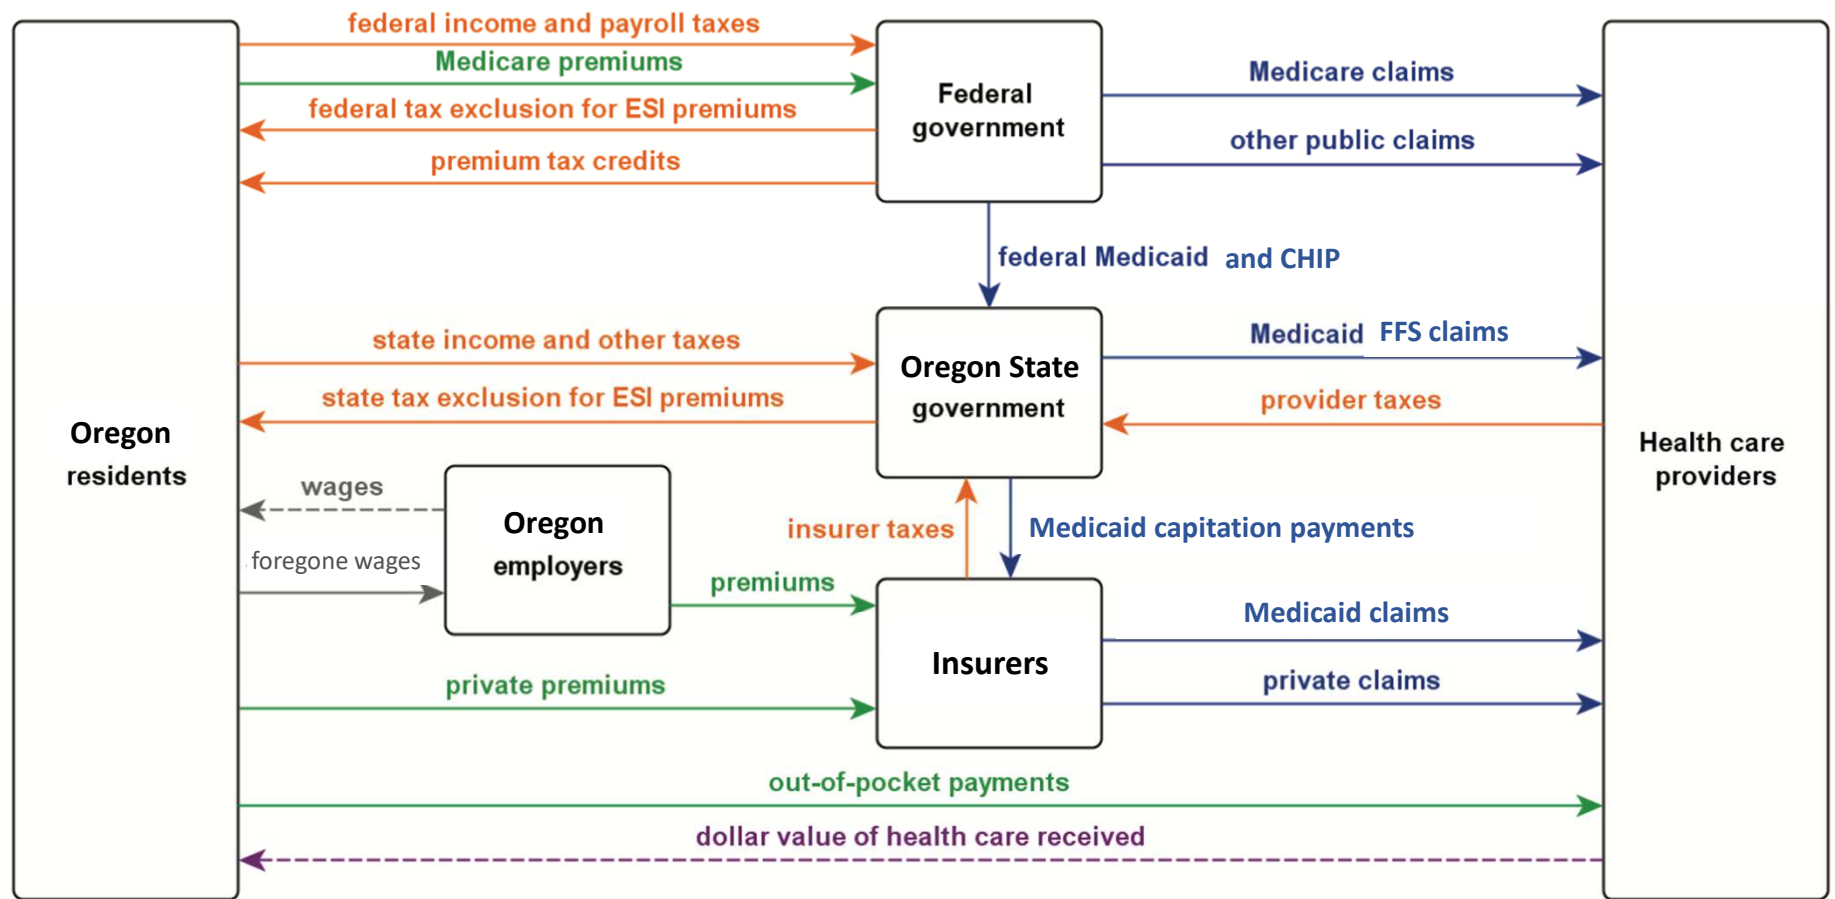 federal income and payroll taxes
Medicare premiums
federal tax exclusion for ESI premiums
premium tax credits
Federal
government
Medicare claims
other public claims
federal Medicaid and CHIP
state income and other taxes
state tax exclusion for ESI premiums
Oregon State
government
Medicaid FFS claims
provider taxes
Oregon
residents
Health care
providers
wages
foregone wages
Oregon
employers
insurer taxes
Medicaid capitation payments
premiums
private premiums
Insurers
Medicaid claims
private claims
out-of-pocket payments
dollar value of health care received